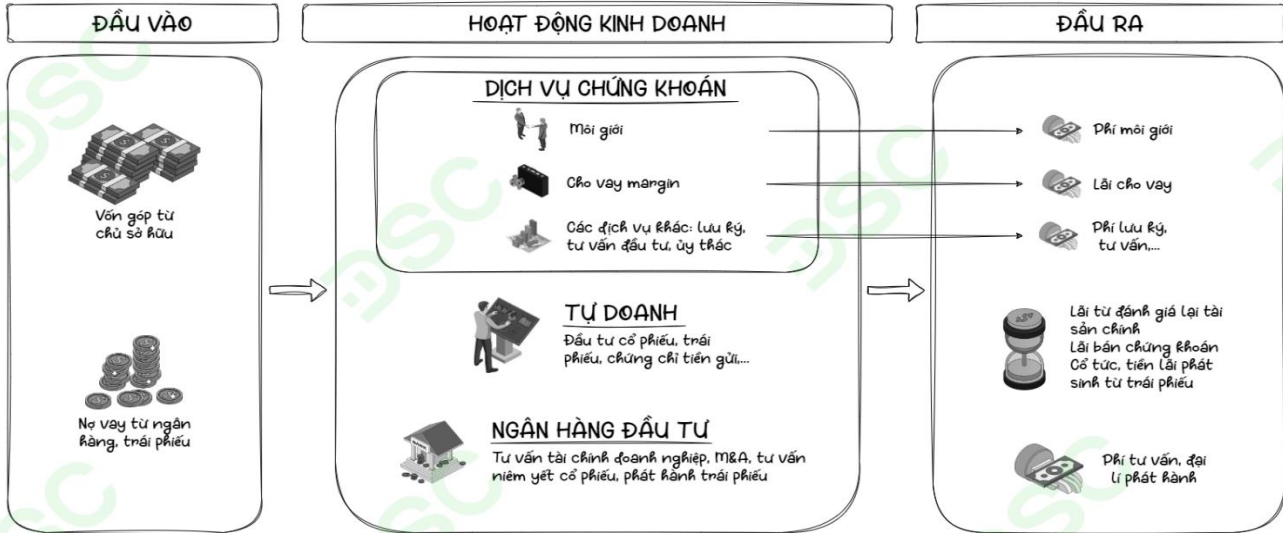 ĐẦU VÀO
HOẠT ĐỘNG KINH DOANH
ĐẦU RA
Vốn góp từ
chủ sở hữu
Nợ vay từ ngân
hàng, trái phiếu
DỊCH VỤ CHỨNG KHOÁN
Môi giới
Cho vay margin
Các dịch vụ khác: lưu ký,
tư vấn đầu tư, ủy thác
TỰ DOANH
Đầu tư cổ phiếu, trái
phiếu, chứng chỉ tiền gửi,...
NGÂN HÀNG ĐẦU TƯ
Tư vấn tài chính doanh nghiệp, M&A, tư vấn
niêm yết cổ phiếu, phát hành trái phiếu
Phí môi giới
Lãi cho vay
Phí lưu ký,
tư vấn,...
Lãi từ đánh giá lại tài
sản chính
Lãi bán chứng khoán
Cổ tức, tiền lãi phát
sinh từ trái phiếu
Phí tư vấn, đại
lí phát hành
DSC
DSC
DSC
DSC
DSC